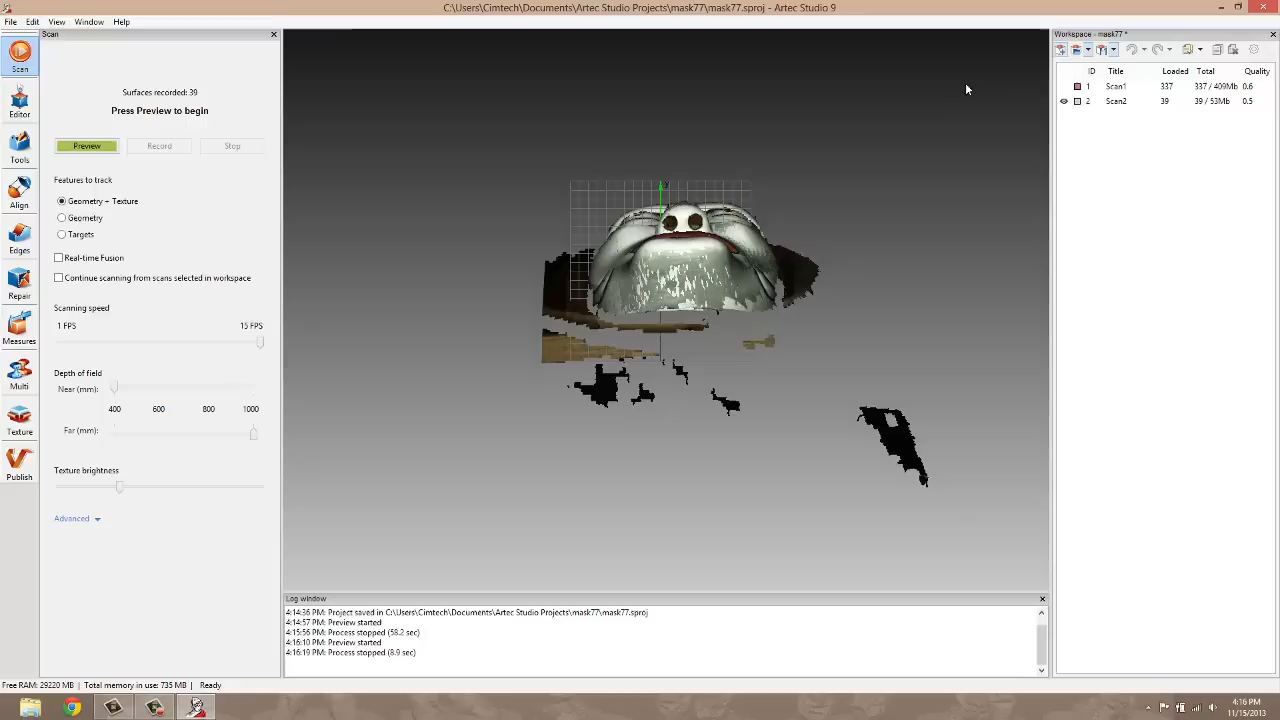 C:\Users\Cimtech\Documents\Artec Studio Projects\mask77\mask77.sproj - Artec Studio 9
File Edit View Window Help
Scan
Workspace - mask77 *
Scan
Editor
Tools
Align
Edges
Repair
Measures
Multi
Texture
Publish
Surfaces recorded: 39
Press Preview to begin
Preview Record Stop
Features to track
Geometry + Texture
Geometry
Targets
Real-time Fusion
Continue scanning from scans selected in workspace
Scanning speed
1 FPS 15 FPS
Depth of field
Near (mm):
400 600 800 1000
Far (mm):
Texture brightness
Advanced
ID Title Loaded Total Quality
1 Scan1 337 337 / 409Mb 0.6
2 Scan2 39 39 / 53Mb 0.5
Log window
4:14:36 PM: Project saved in C:\Users\Cimtech\Documents\Artec Studio Projects\mask77\mask77.sproj
4:14:57 PM: Preview started
4:15:56 PM: Process stopped (58.2 sec)
4:16:10 PM: Preview started
4:16:19 PM: Process stopped (8.9 sec)
Free RAM: 29220 MB | Total memory in use: 735 MB | Ready
4:16 PM
11/15/2013